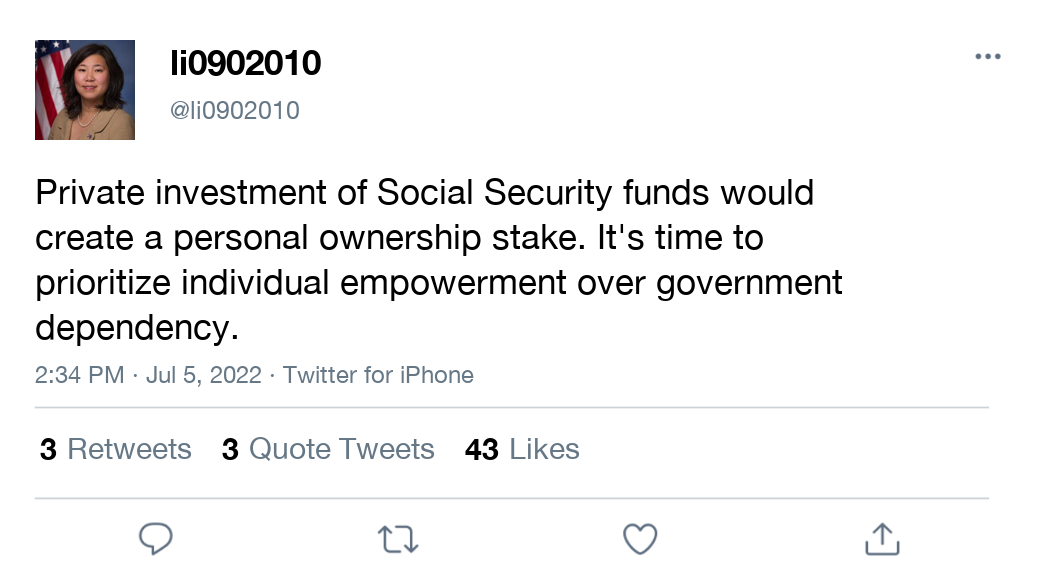 li0902010
@li0902010
Private investment of Social Security funds would
create a personal ownership stake. It's time to
prioritize individual empowerment over government
dependency.
2:34 PM · Jul 5, 2022 · Twitter for iPhone
3 Retweets 3 Quote Tweets 43 Likes